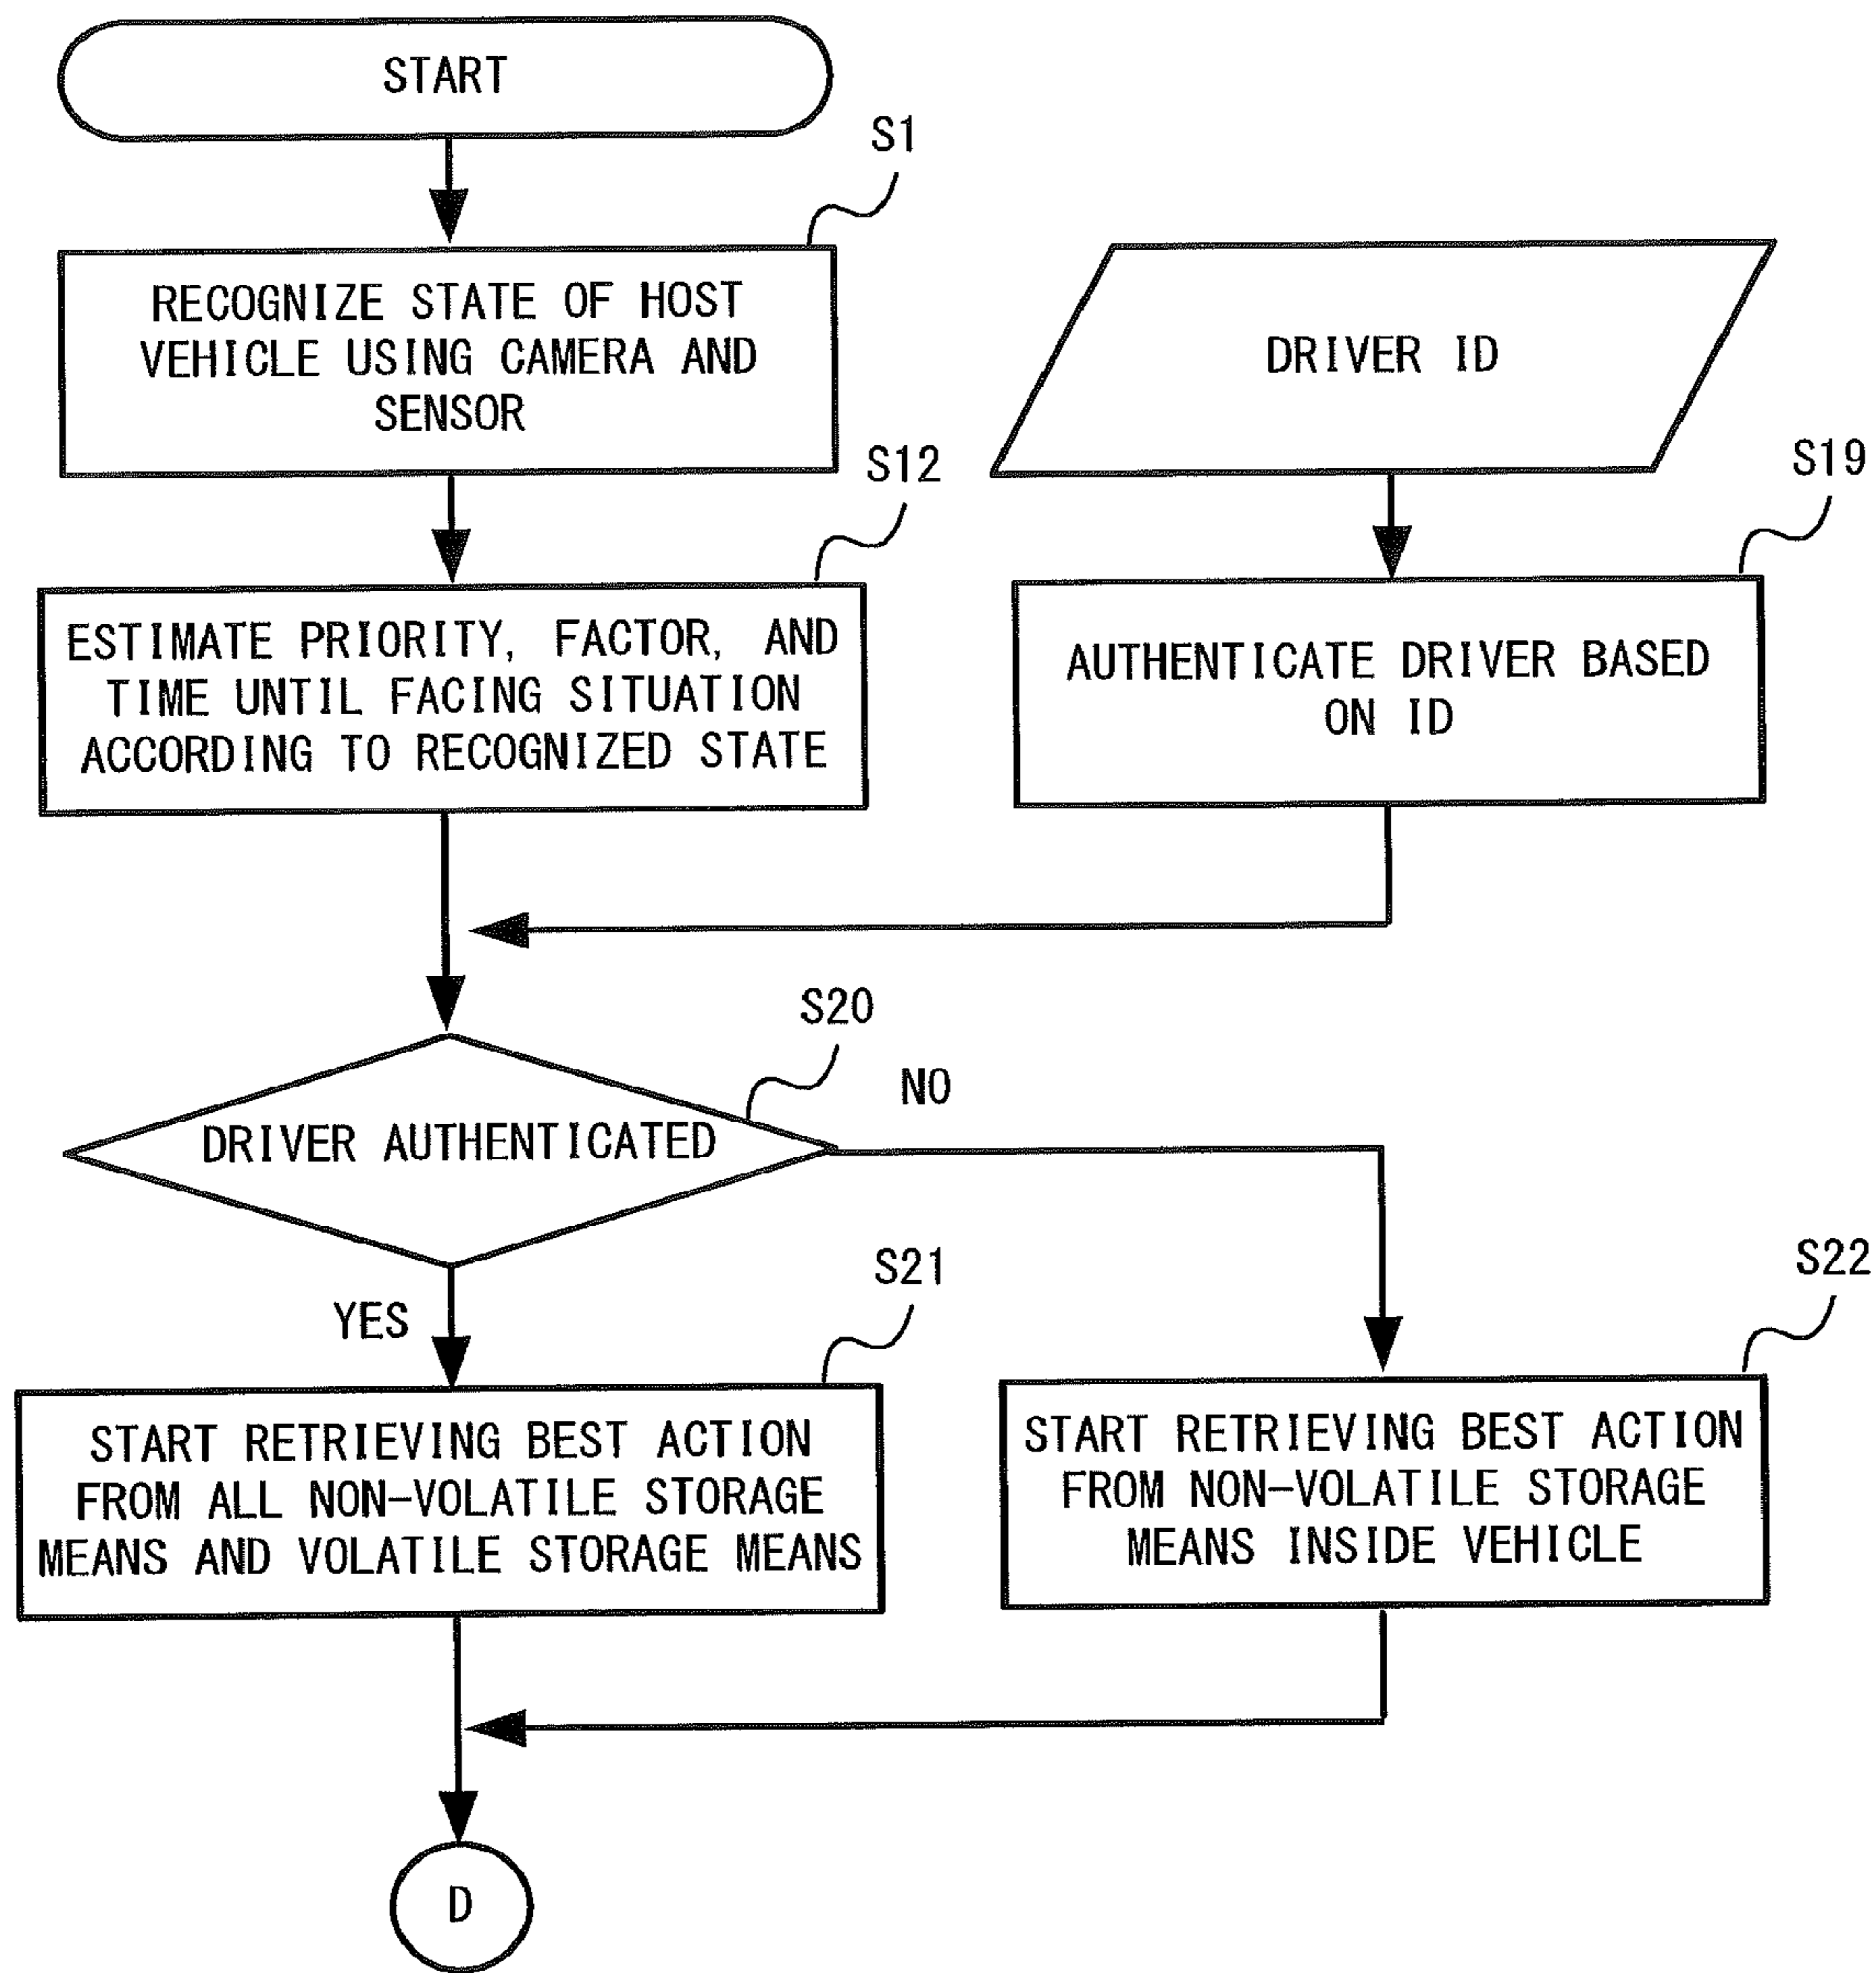 START
S1
RECOGNIZE STATE OF HOST
VEHICLE USING CAMERA AND
SENSOR
DRIVER ID
S12
S19
ESTIMATE PRIORITY, FACTOR, AND
TIME UNTIL FACING SITUATION
ACCORDING TO RECOGNIZED STATE
AUTHENTICATE DRIVER BASED
ON ID
S20
NO
DRIVER AUTHENTICATED
YES
S21
S22
START RETRIEVING BEST ACTION
FROM ALL NON-VOLATILE STORAGE
MEANS AND VOLATILE STORAGE MEANS
START RETRIEVING BEST ACTION
FROM NON-VOLATILE STORAGE
MEANS INSIDE VEHICLE
D